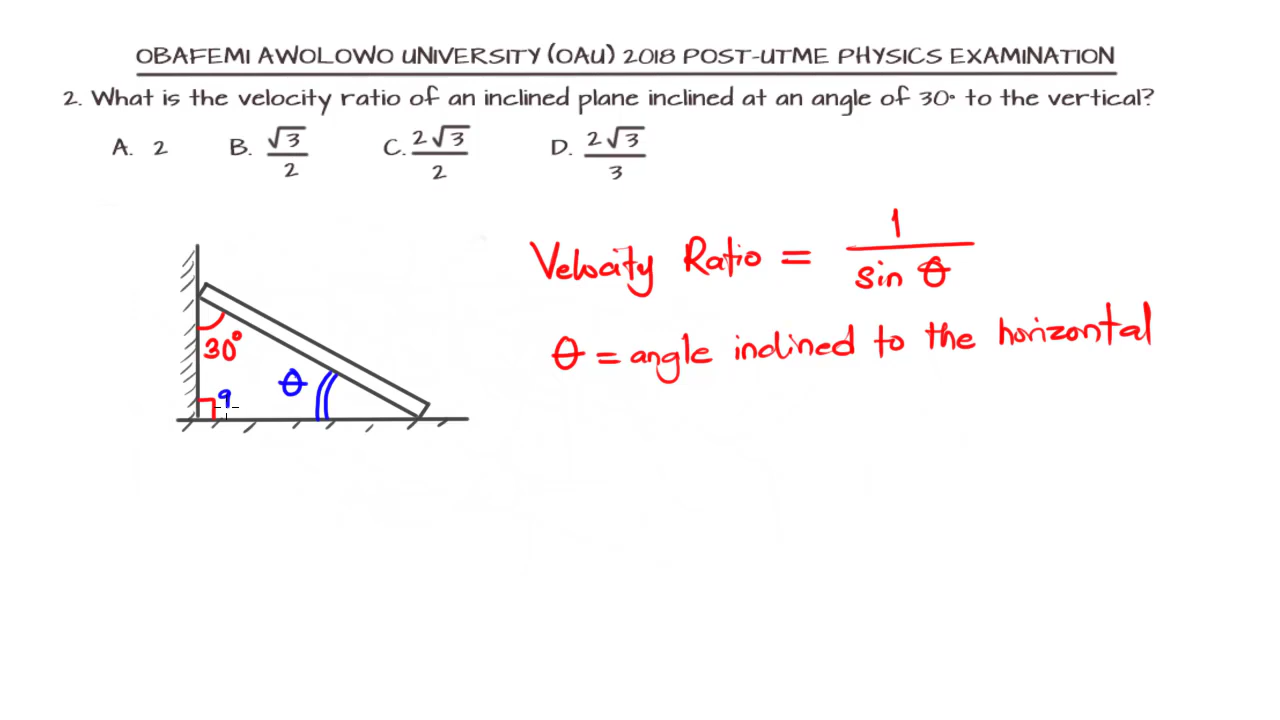 OBAFEMI AWOLOWO UNIVERSITY (OAU) 2018 POST-UTME PHYSICS EXAMINATION
2. What is the velocity ratio of an inclined plane inclined at an angle of 30° to the vertical?
A. 2 B. √3/2 C. 2√3/2 D. 2√3/3
Velocity Ratio = 1/sin θ
θ = angle inclined to the horizontal
30°
θ
9